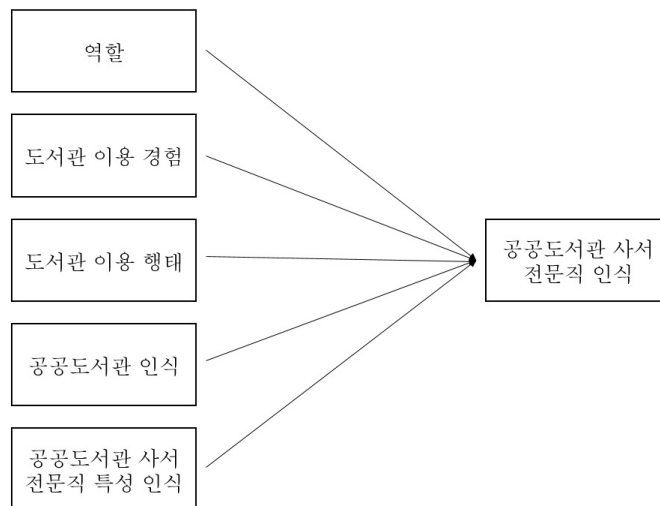 역할
도서관 이용 경험
도서관 이용 행태
공공도서관 인식
공공도서관 사서
전문직 특성 인식
공공도서관 사서
전문직 인식